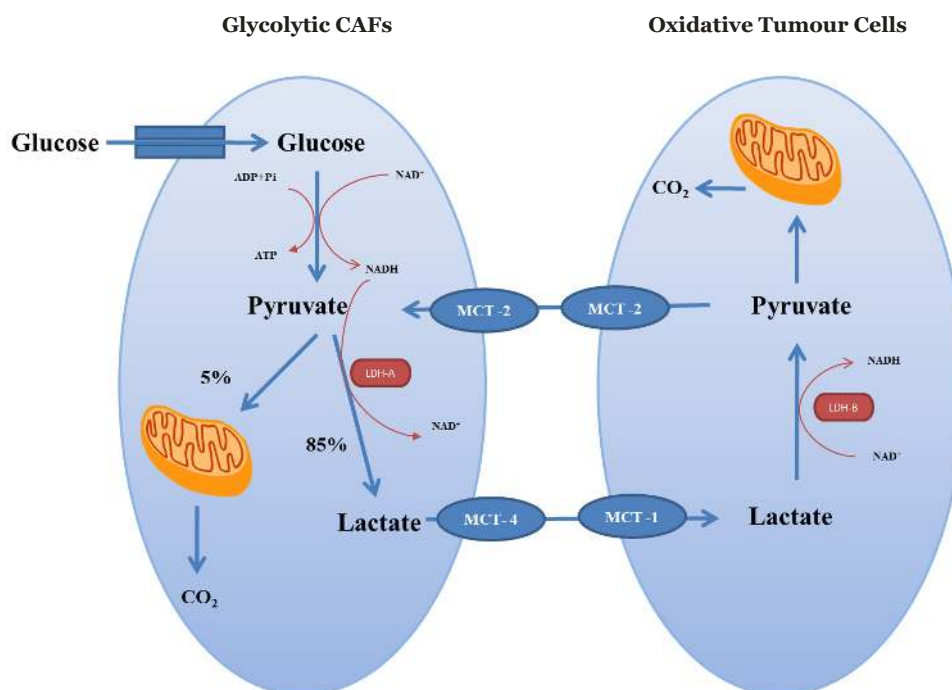 Glycolytic CAFs
Oxidative Tumour Cells
Glucose
Glucose
ADP+Pi
NAD⁺
ATP
NADH
Pyruvate
5%
LDH-A
85%
NAD⁺
Lactate
CO₂
MCT-2
MCT-2
MCT-4
MCT-1
CO₂
Pyruvate
NADH
LDH-B
NAD⁺
Lactate